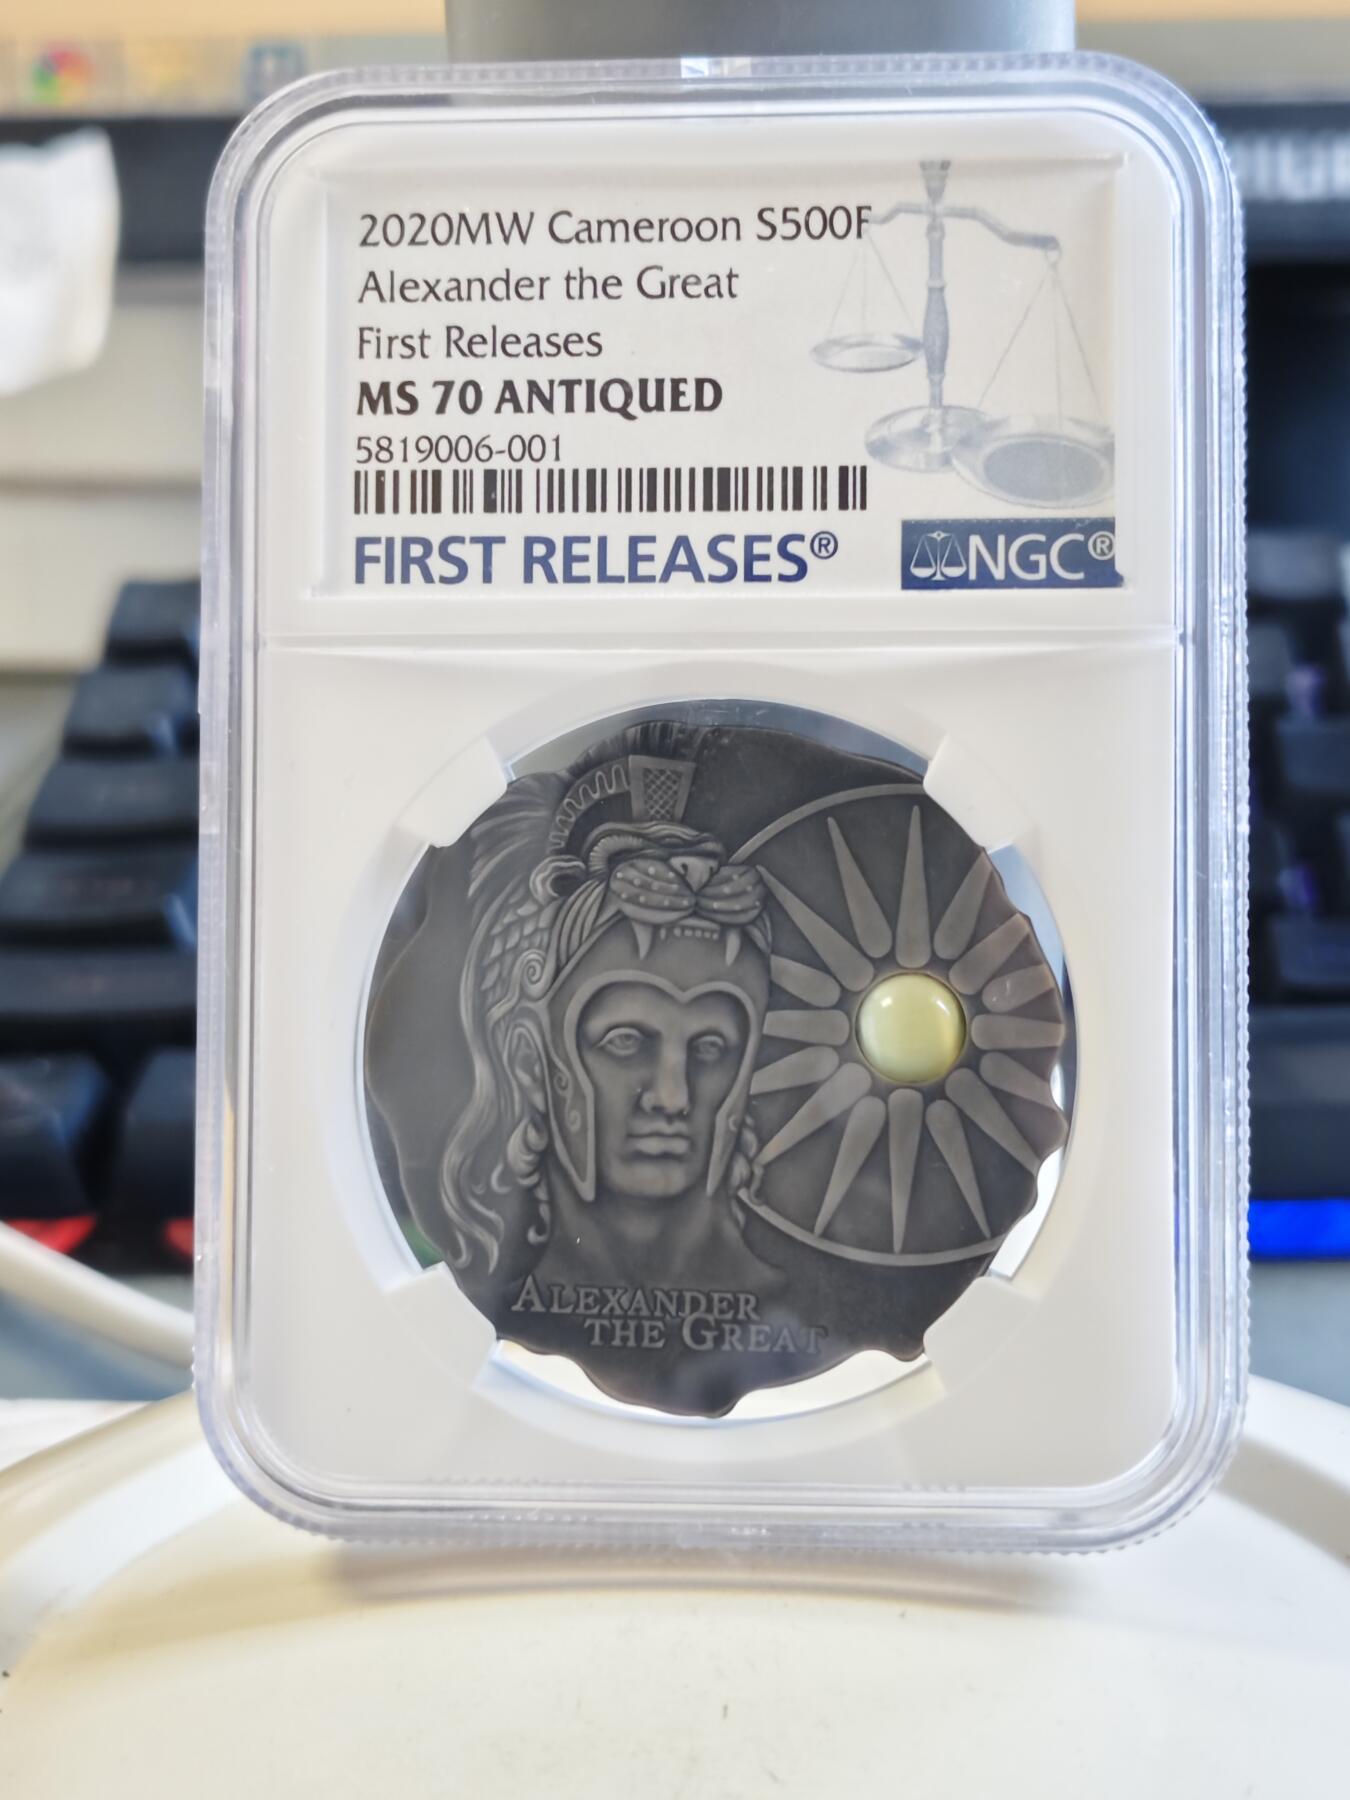 2020MW Cameroon S500F
Alexander the Great
First Releases
MS 70 ANTIQUED
5819006-001
FIRST RELEASES®
NGC®
ALEXANDER
THE GREAT